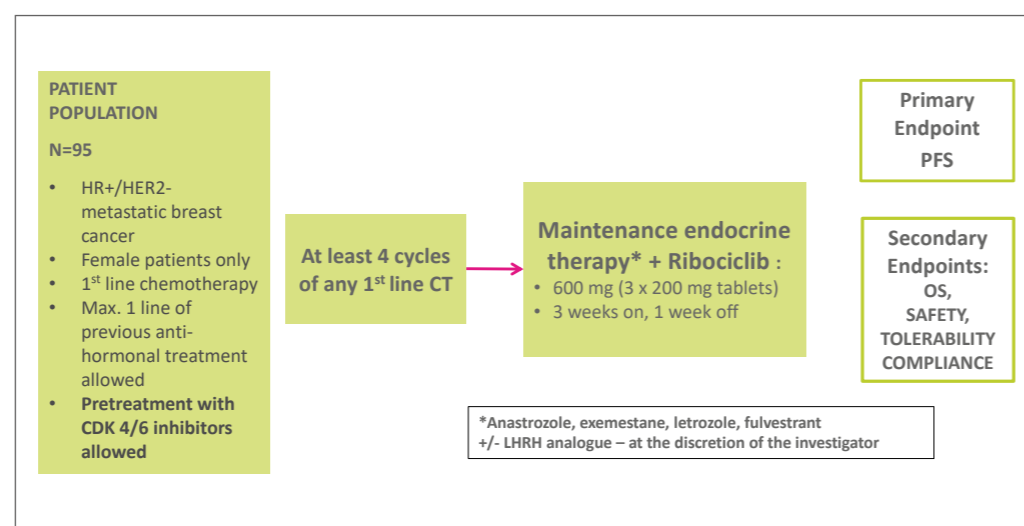 PATIENT
POPULATION
N=95
• HR+/HER2-
metastatic breast
cancer
• Female patients only
• 1st line chemotherapy
• Max. 1 line of
previous anti-
hormonal treatment
allowed
• Pretreatment with
CDK 4/6 inhibitors
allowed
At least 4 cycles
of any 1st line CT
Maintenance endocrine
therapy* + Ribociclib :
• 600 mg (3 x 200 mg tablets)
• 3 weeks on, 1 week off
Primary
Endpoint
PFS
Secondary
Endpoints:
OS,
SAFETY,
TOLERABILITY
COMPLIANCE
*Anastrozole, exemestane, letrozole, fulvestrant
+/- LHRH analogue – at the discretion of the investigator